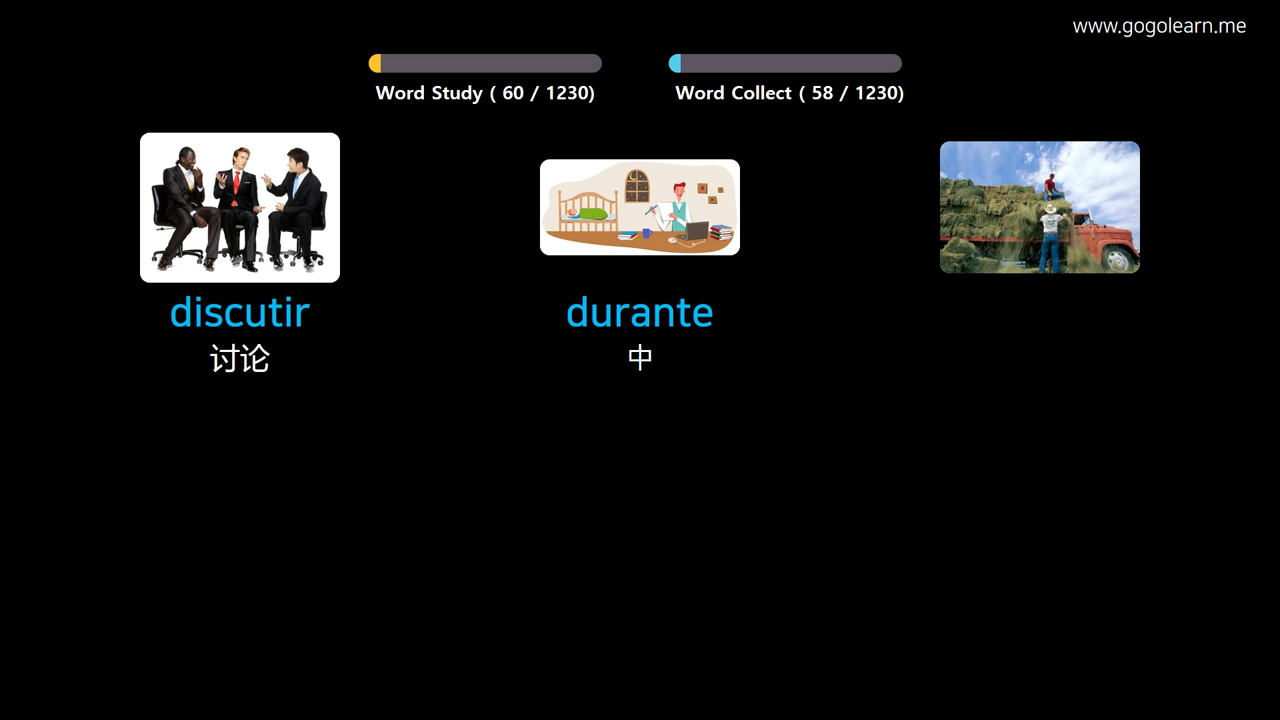 www.gogolearn.me
Word Study ( 60 / 1230)
Word Collect ( 58 / 1230)
discutir
durante
讨论
中